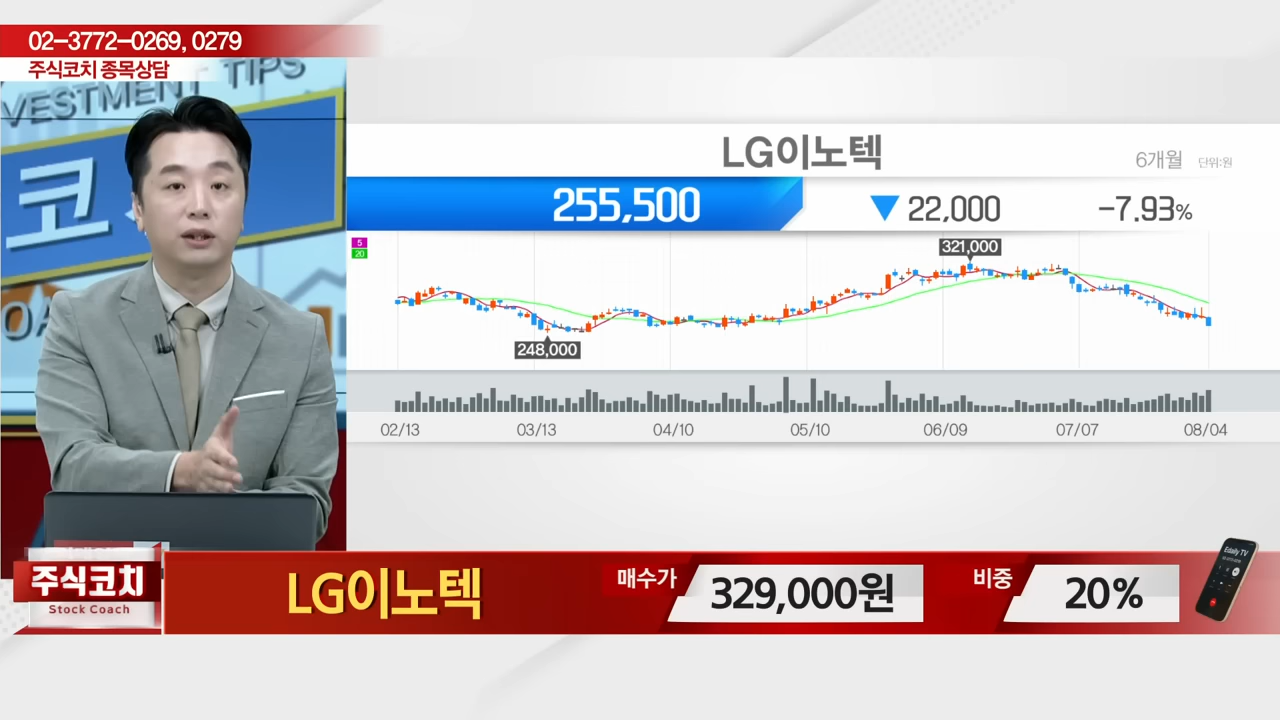 02-3772-0269, 0279
주식코치 종목상담
VESTMENT TIPS
코
OA
LG이노텍
6개월 단위:원
255,500 ▼ 22,000 -7.93%
5
20
321,000
248,000
02/13 03/13 04/10 05/10 06/09 07/07 08/04
주식코치
Stock Coach
LG이노텍 매수가 329,000원 비중 20%
Edaily TV